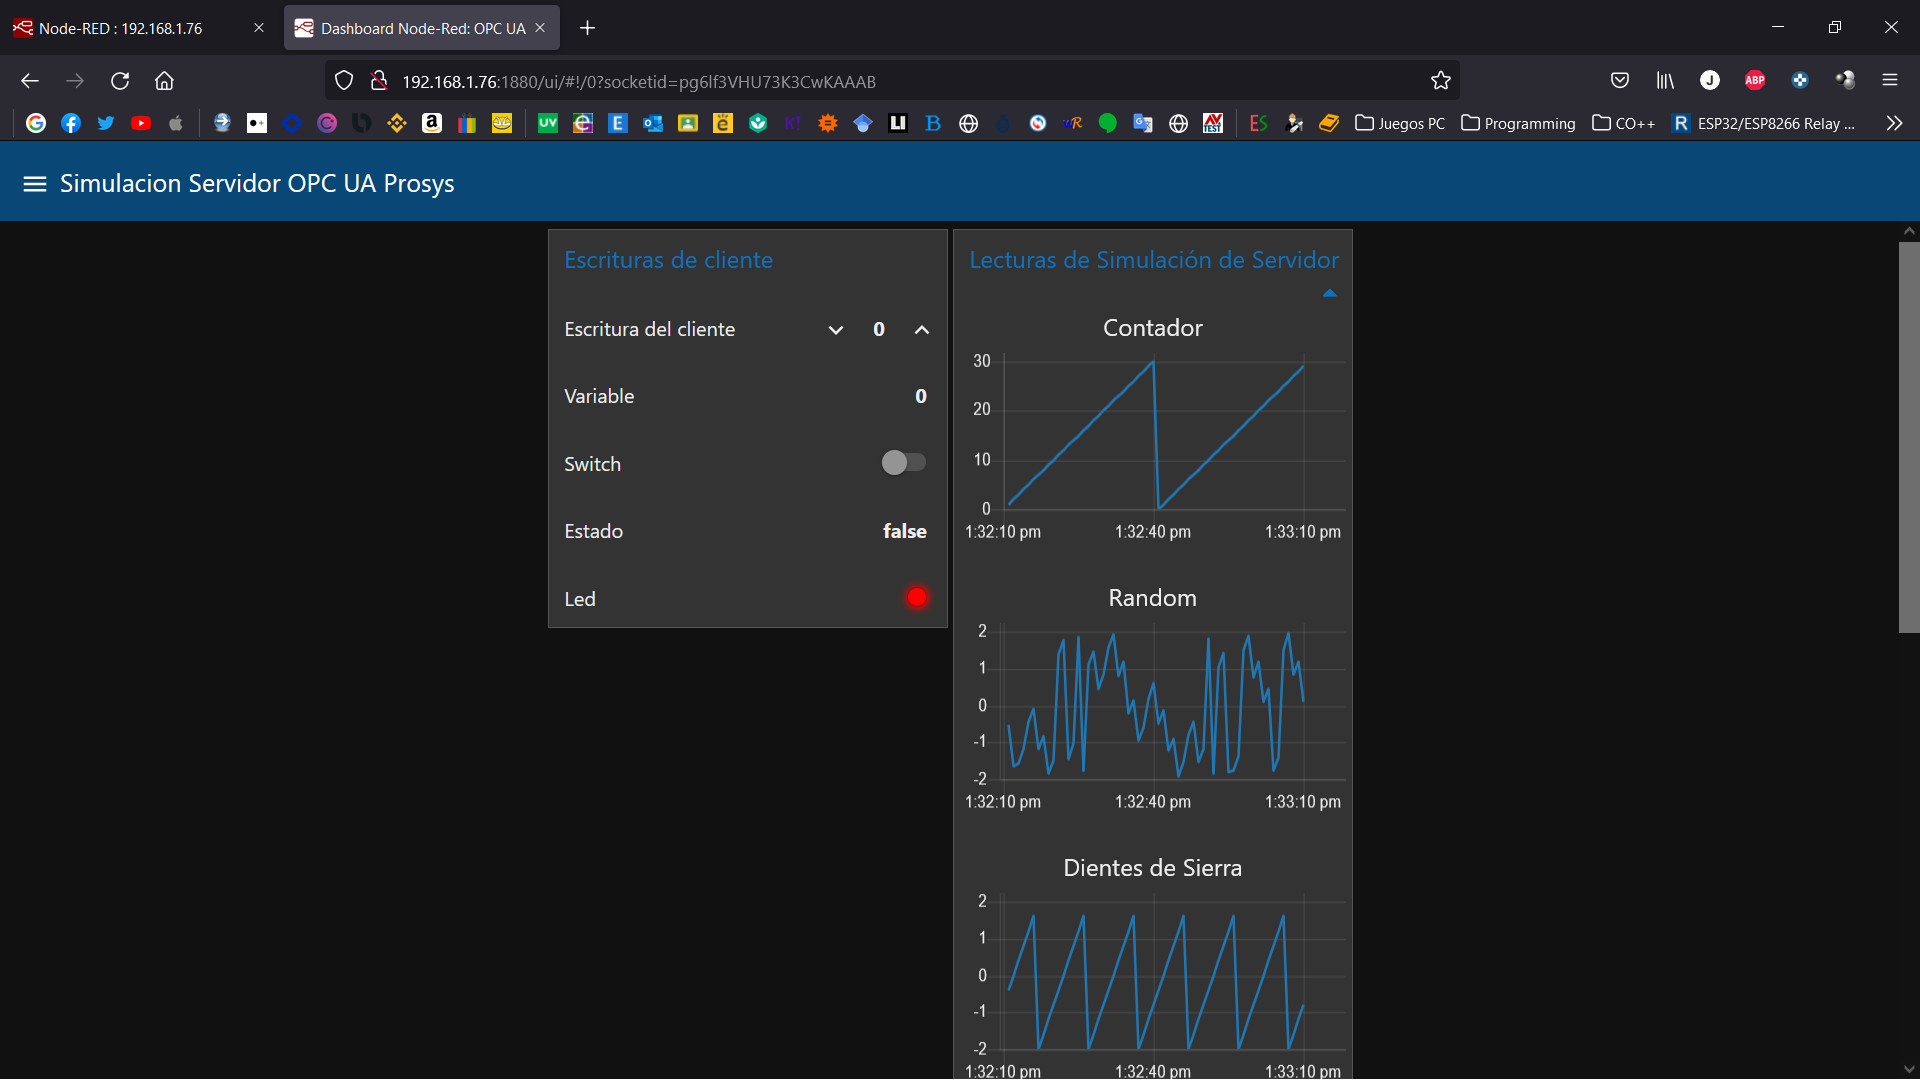 Node-RED : 192.168.1.76
Dashboard Node-Red: OPC UA
192.168.1.76:1880/ui/#!/0?socketid=pg6lf3VHU73K3CwKAAAB
J
ABP
UV
E
K!
B
R
AV TEST
ES
Juegos PC
Programming
CO++
R
ESP32/ESP8266 Relay ...
Simulacion Servidor OPC UA Prosys
Escrituras de cliente
Escritura del cliente 0
Variable 0
Switch
Estado false
Led
Lecturas de Simulación de Servidor
Contador
30
20
10
0
1:32:10 pm 1:32:40 pm 1:33:10 pm
Random
2
1
0
-1
-2
1:32:10 pm 1:32:40 pm 1:33:10 pm
Dientes de Sierra
2
1
0
-1
-2
1:32:10 pm 1:32:40 pm 1:33:10 pm